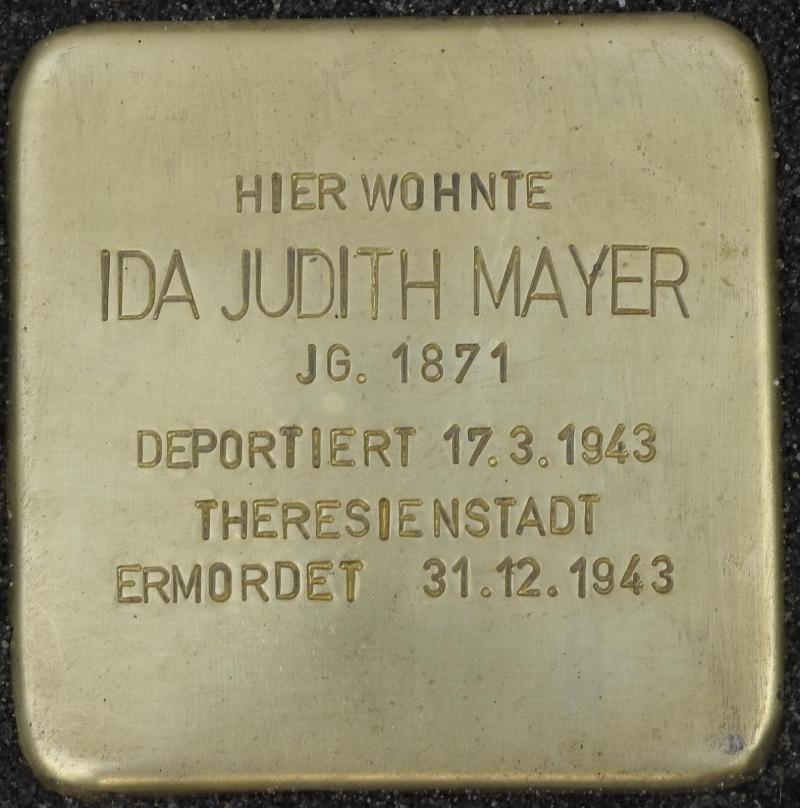 HIER WOHNTE
IDA JUDITH MAYER
JG. 1871
DEPORTIERT 17.3.1943
THERESIENSTADT
ERMORDET 31.12.1943